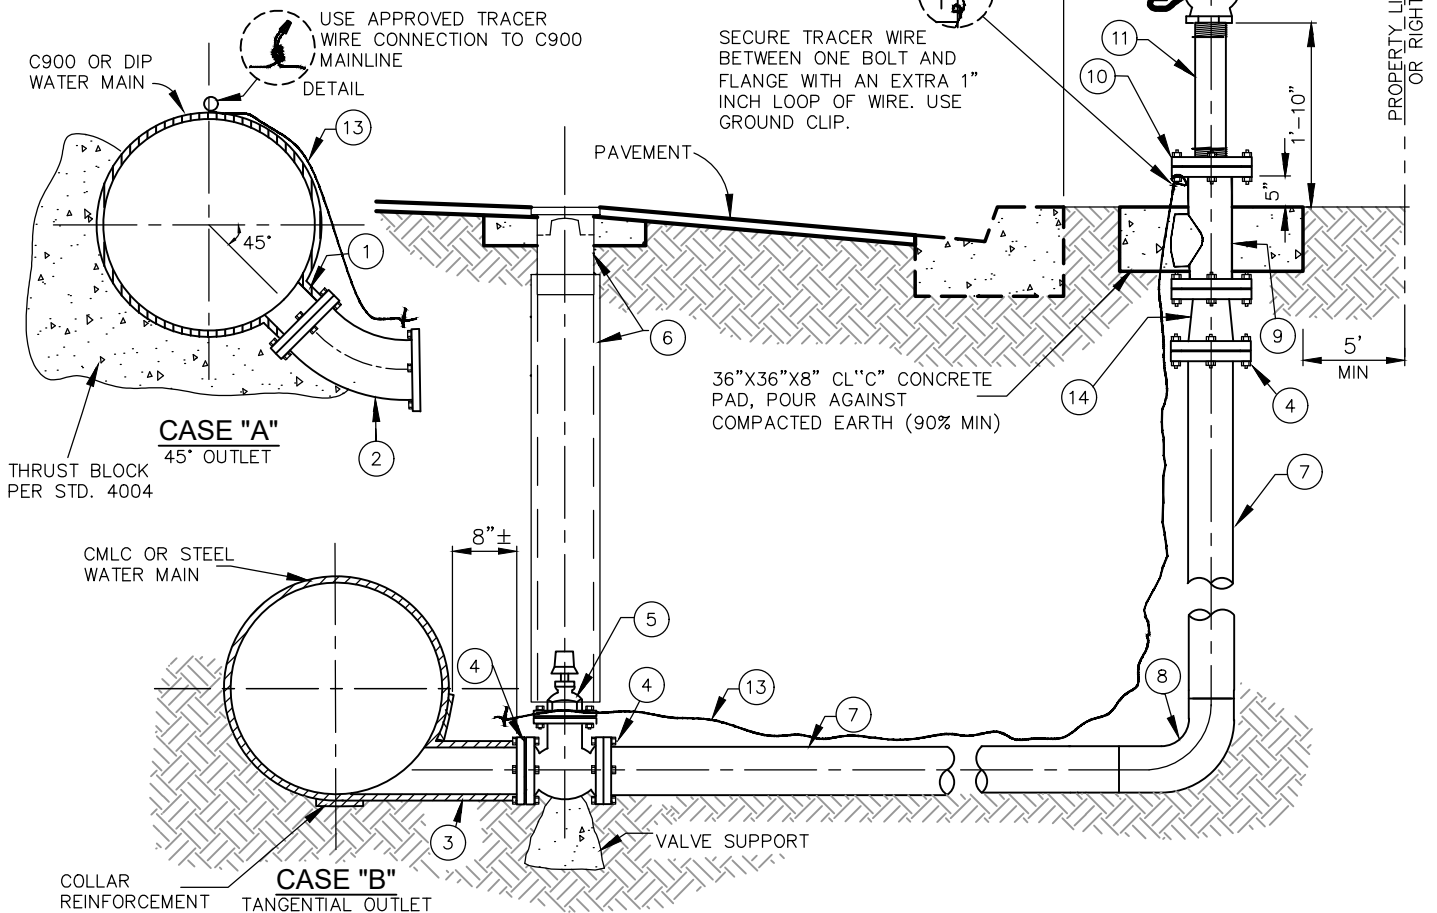 USE APPROVED TRACER
WIRE CONNECTION TO C900
MAINLINE
DETAIL
C900 OR DIP
WATER MAIN
13
45°
1
2
CASE "A"
45° OUTLET
THRUST BLOCK
PER STD. 4004
SECURE TRACER WIRE
BETWEEN ONE BOLT AND
FLANGE WITH AN EXTRA 1"
INCH LOOP OF WIRE. USE
GROUND CLIP.
PAVEMENT
11
10
1'-10"
5"
PROPERTY LI
OR RIGHT
6
9
14
5'
MIN
4
36"X36"X8" CL"C" CONCRETE
PAD, POUR AGAINST
COMPACTED EARTH (90% MIN)
7
CMLC OR STEEL
WATER MAIN
8"±
5
4
4
13
7
8
3
VALVE SUPPORT
COLLAR
REINFORCEMENT
CASE "B"
TANGENTIAL OUTLET